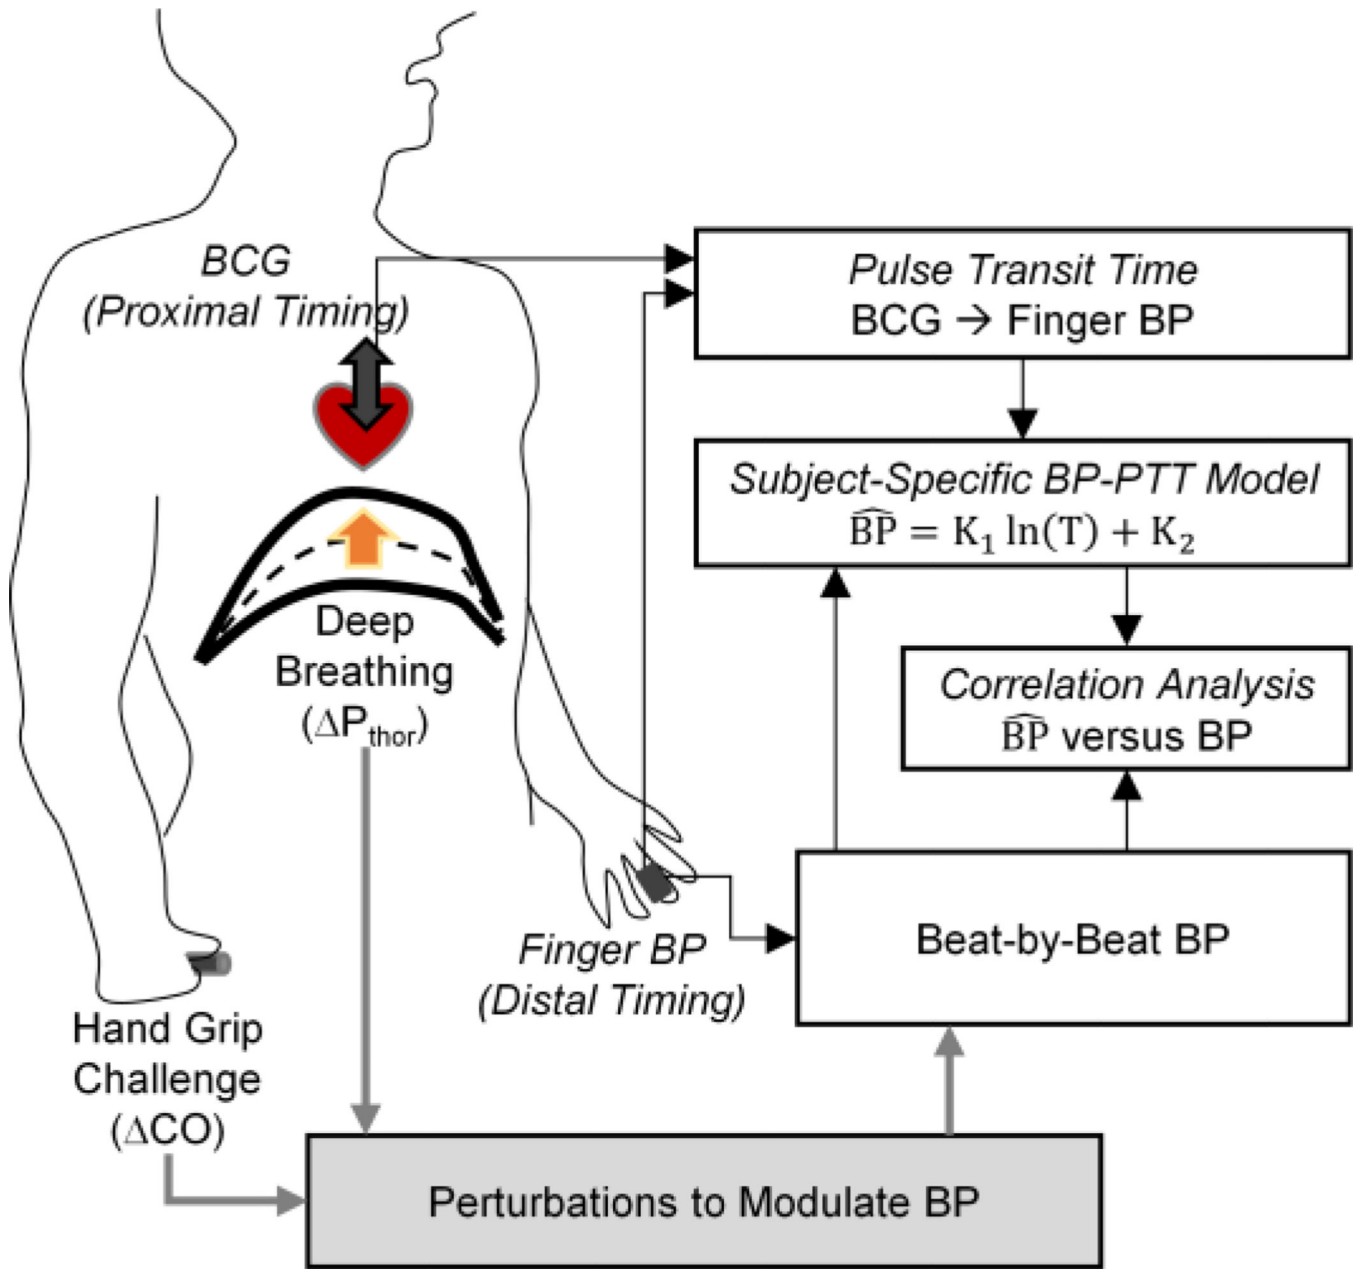 BCG
(Proximal Timing)
Pulse Transit Time
BCG → Finger BP
Subject-Specific BP-PTT Model
B̂P̂ = K₁ ln(T) + K₂
Deep
Breathing
(ΔPₜₕₒᵣ)
Correlation Analysis
B̂P̂ versus BP
Beat-by-Beat BP
Finger BP
(Distal Timing)
Hand Grip
Challenge
(ΔCO)
Perturbations to Modulate BP